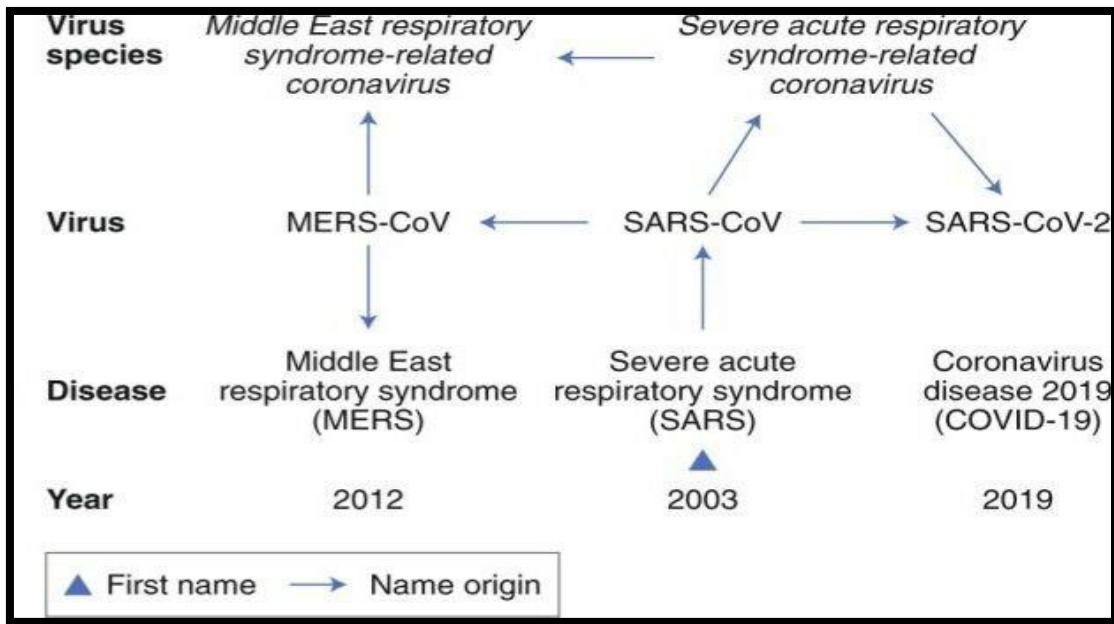 Virus species
Middle East respiratory syndrome-related coronavirus
Severe acute respiratory syndrome-related coronavirus
Virus
MERS-CoV
SARS-CoV
SARS-CoV-2
Disease
Middle East respiratory syndrome (MERS)
Severe acute respiratory syndrome (SARS)
Coronavirus disease 2019 (COVID-19)
Year
2012
2003
2019
First name
Name origin